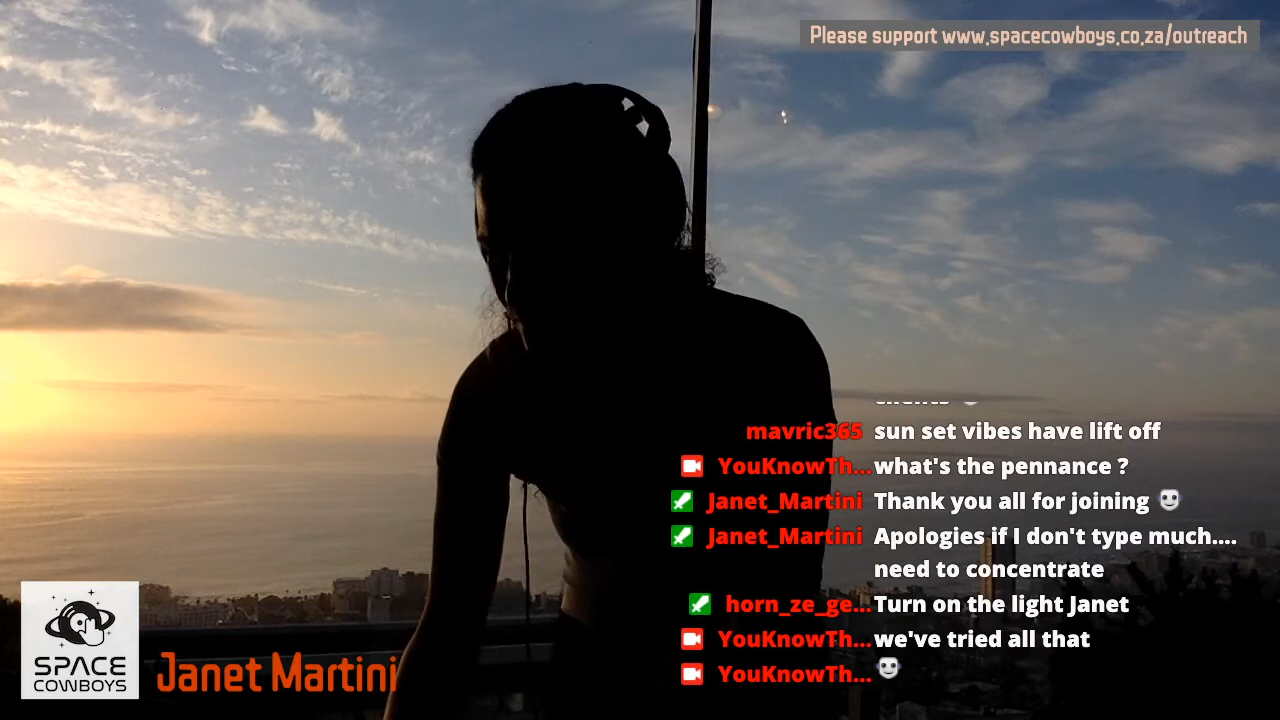 Please support www.spacecowboys.co.za/outreach
mavric365 sun set vibes have lift off
YouKnowTh... what's the pennance ?
Janet_Martini Thank you all for joining
Janet_Martini Apologies if I don't type much....
need to concentrate
horn_ze_ge... Turn on the light Janet
YouKnowTh... we've tried all that
YouKnowTh...
SPACE
COWBOYS
Janet Martini